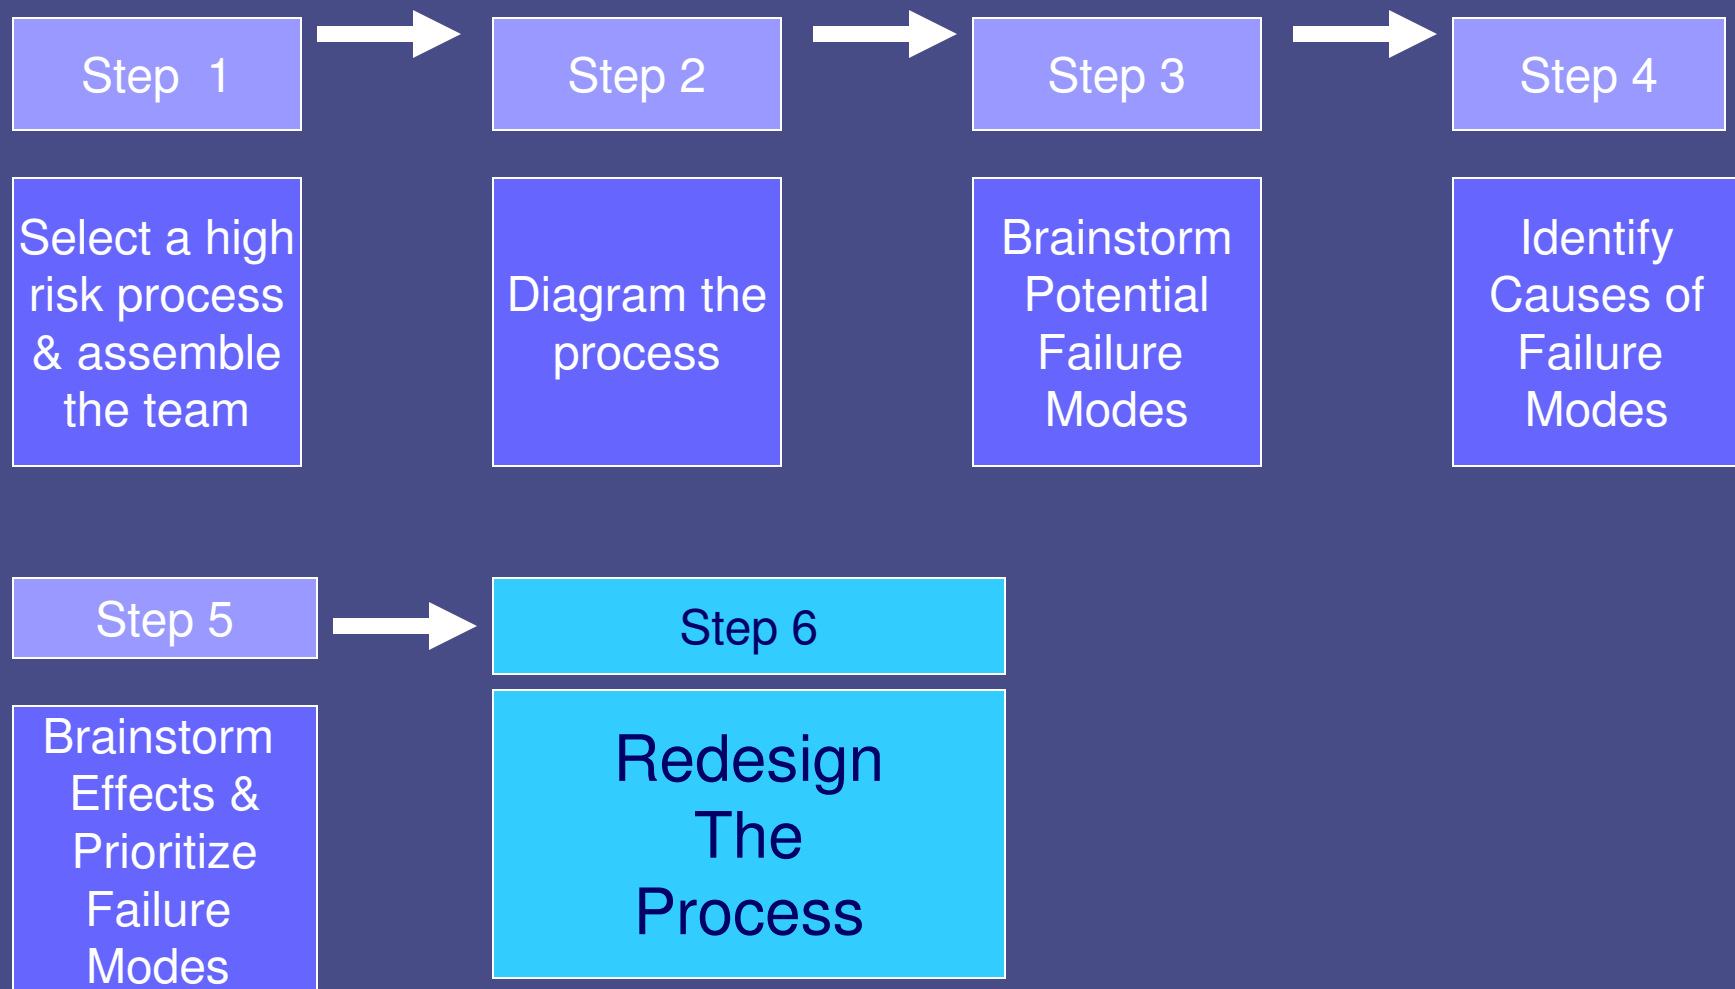 Step 1
Select a high
risk process
& assemble
the team
Step 2
Diagram the
process
Step 3
Brainstorm
Potential
Failure
Modes
Step 4
Identify
Causes of
Failure
Modes
Step 5
Brainstorm
Effects &
Prioritize
Failure
Modes
Step 6
Redesign
The
Process